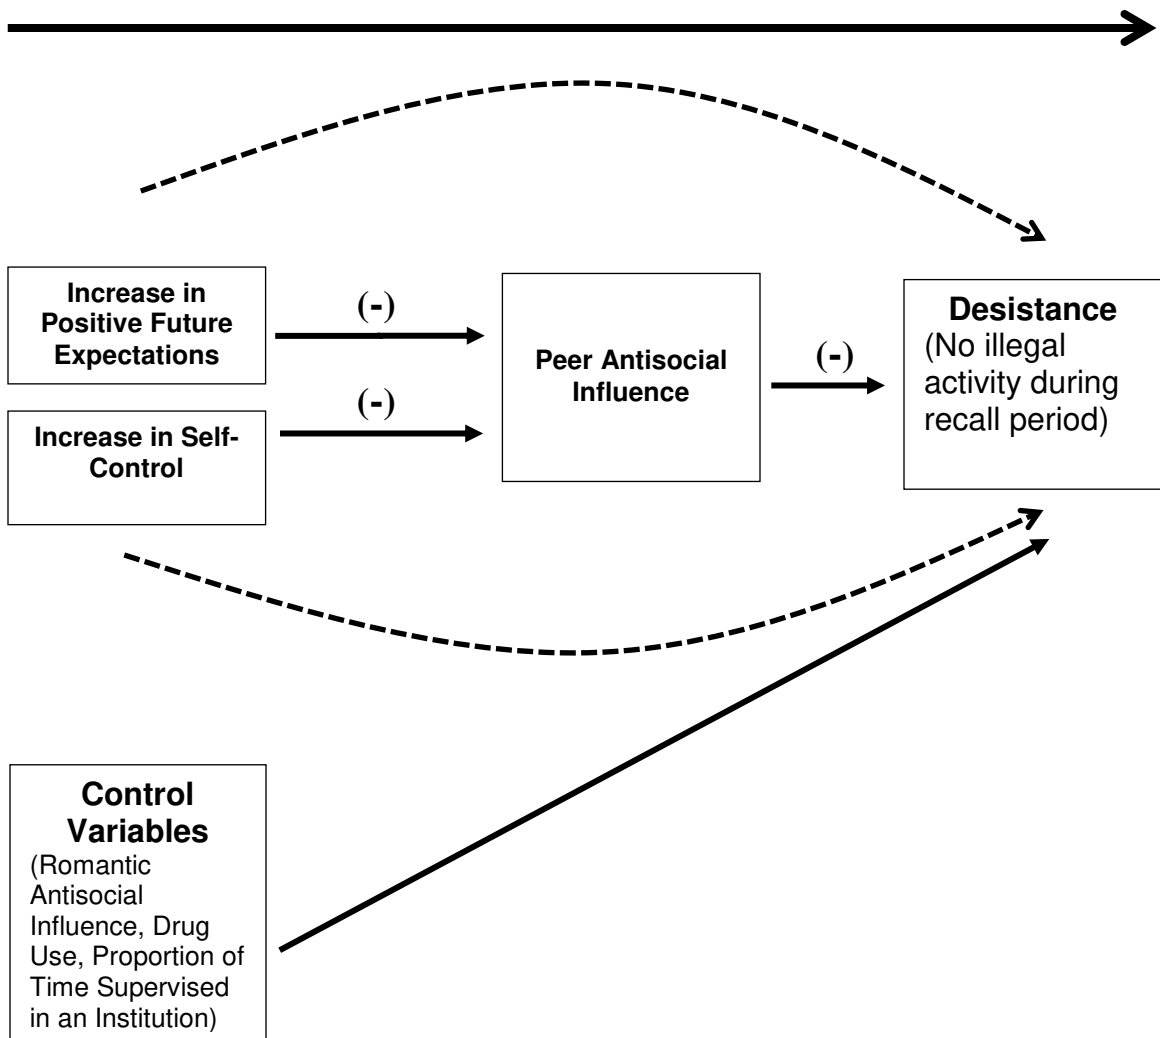 Increase in
Positive Future
Expectations
(-)
Increase in Self-
Control
(-)
Peer Antisocial
Influence
(-)
Desistance
(No illegal
activity during
recall period)
Control
Variables
(Romantic
Antisocial
Influence, Drug
Use, Proportion of
Time Supervised
in an Institution)